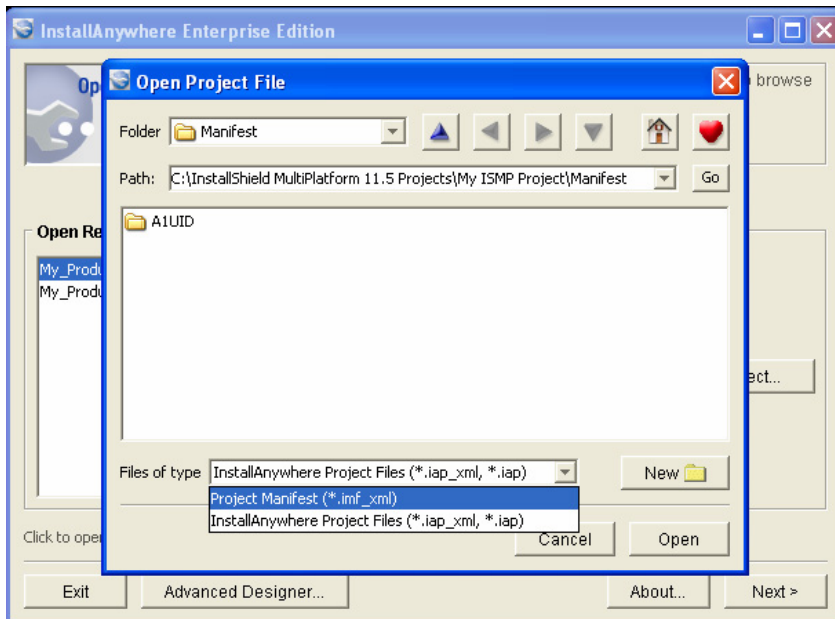 InstallAnywhere Enterprise Edition
Op
browse
Open Project File
Folder Manifest
Path: C:\InstallShield MultiPlatform 11.5 Projects\My ISMP Project\Manifest Go
A1UID
Open Re
My_Produ
My_Produ
ect...
Files of type InstallAnywhere Project Files (*.iap_xml, *.iap) New
Project Manifest (*.imf_xml)
InstallAnywhere Project Files (*.iap_xml, *.iap)
Click to ope
Cancel Open
Exit Advanced Designer... About... Next >